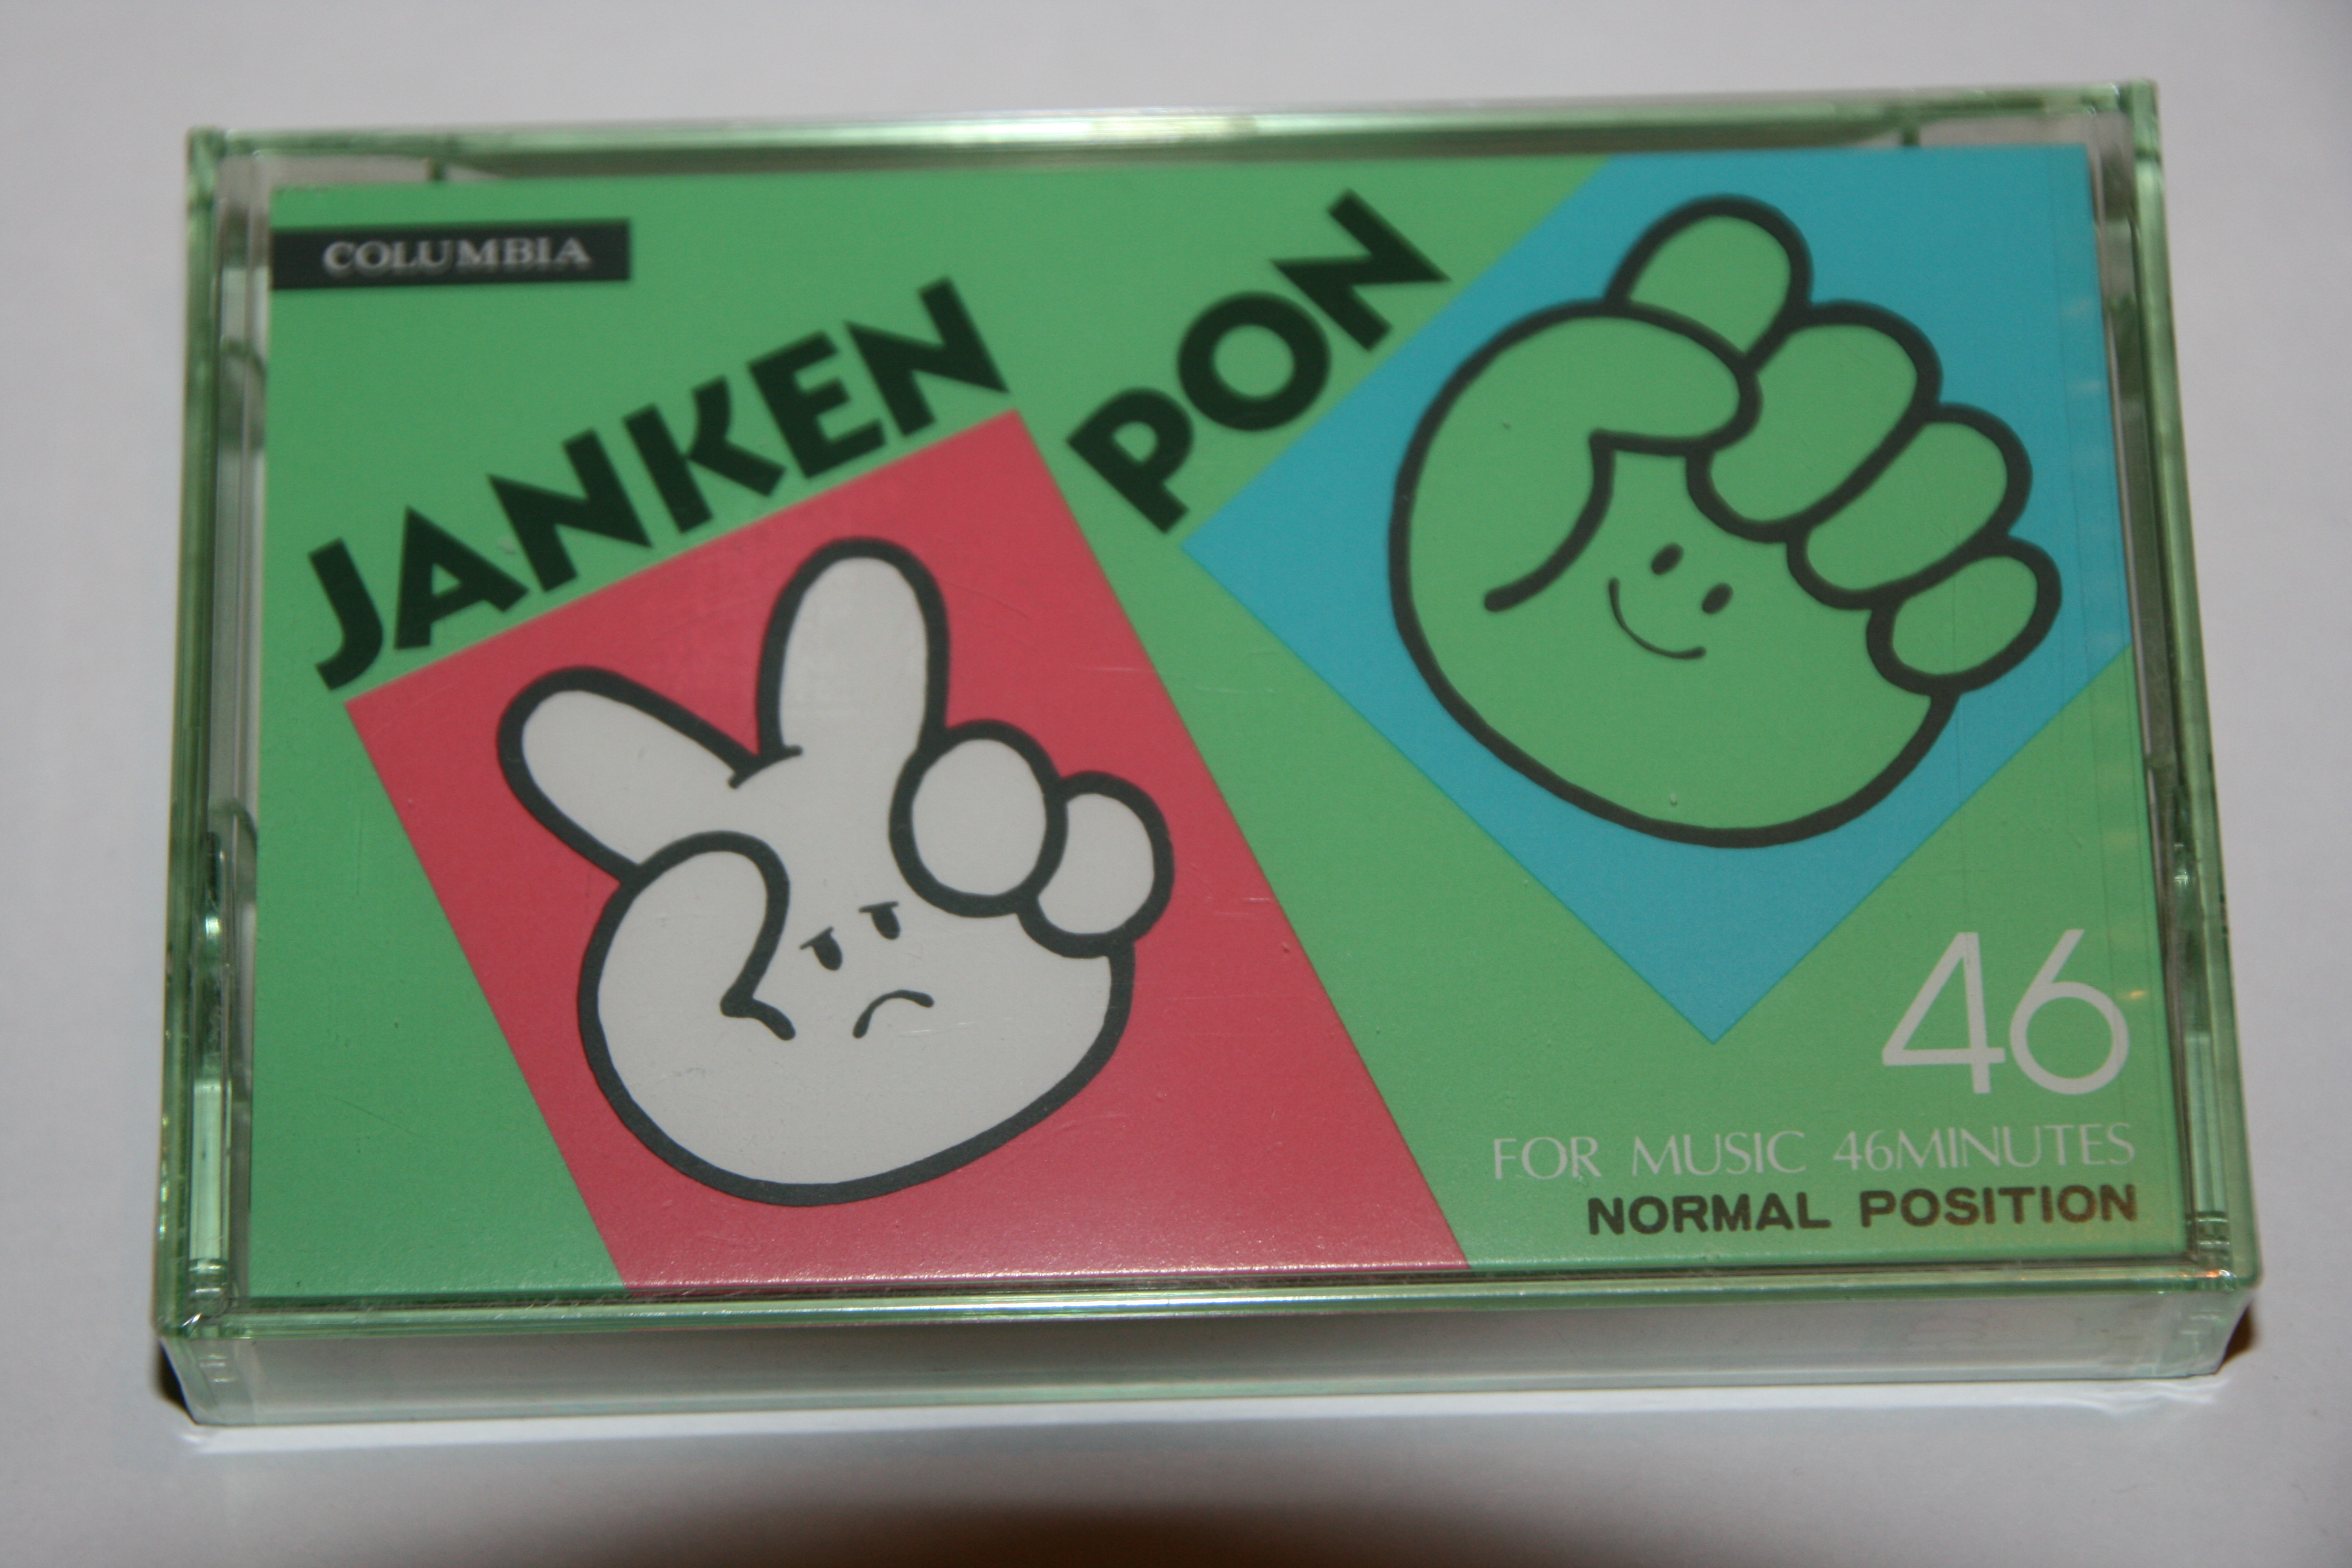 COLUMBIA
JANKEN
PON
46
FOR MUSIC 46MINUTES
NORMAL POSITION